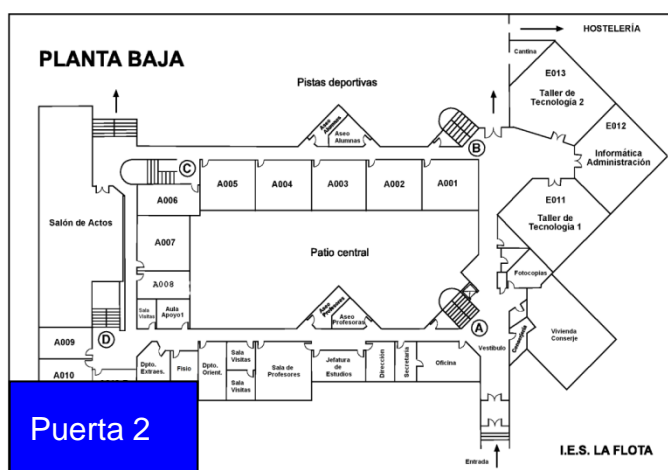 HOSTELERÍA
PLANTA BAJA
Cantina
Pistas deportivas
E013
Taller de
Tecnología 2
Aseo
Alumnos
Aseo
Alumnas
B
E012
Informática
Administración
C
A005
A004
A003
A002
A001
A006
E011
Taller de
Tecnología 1
Salón de Actos
A007
Patio central
A008
Fotocopias
Sala
Visitas
Aula
Apoyo1
Aseo
Profesores
Aseo
Profesoras
A
D
A009
Vestíbulo
Conserjería
Vivienda
Conserje
A010
Dpto.
Extraes.
Fisio
Dpto.
Orient.
Sala
Visitas
Sala
Visitas
Sala de
Profesores
Jefatura de
Estudios
Dirección
Secretaría
Oficina
Puerta 2
I.E.S. LA FLOTA
Entrada